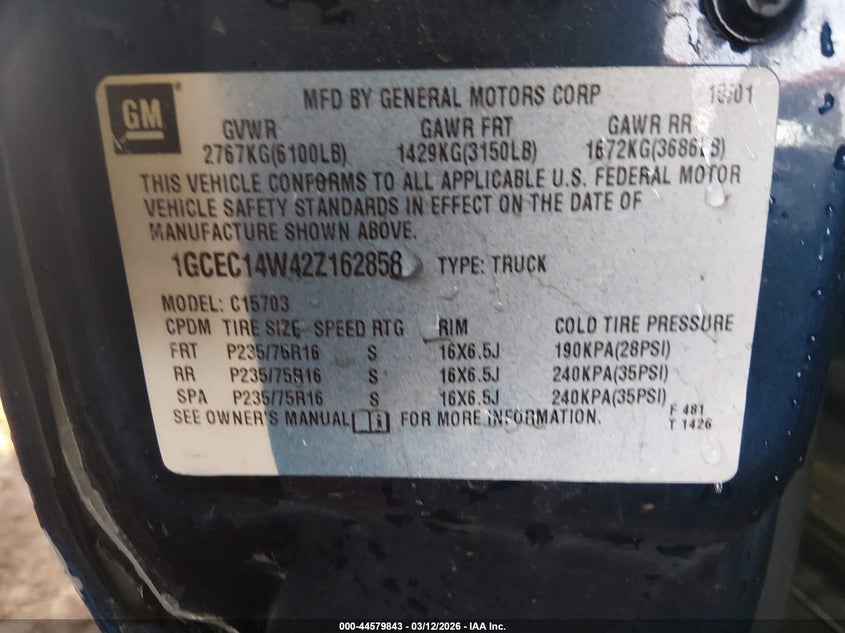 GM
MFD BY GENERAL MOTORS CORP
GVWR GAWR FRT GAWR RR
2767KG(6100LB) 1429KG(3150LB) 1672KG(3686LB)
THIS VEHICLE CONFORMS TO ALL APPLICABLE U.S. FEDERAL MOTOR
VEHICLE SAFETY STANDARDS IN EFFECT ON THE DATE OF
MANUFACTURE SHOWN ABOVE.
1GCEC14W42Z162858 TYPE: TRUCK
MODEL: C15703
CPDM TIRE SIZE SPEED RTG RIM COLD TIRE PRESSURE
FRT P235/75R16 S 16X6.5J 190KPA(28PSI)
RR P235/75R16 S 16X6.5J 240KPA(35PSI)
SPA P235/75R16 S 16X6.5J 240KPA(35PSI)
SEE OWNER'S MANUAL FOR MORE INFORMATION.
F 481
T 1426
000-44579843 / 03/12/2026 - IAA Inc.